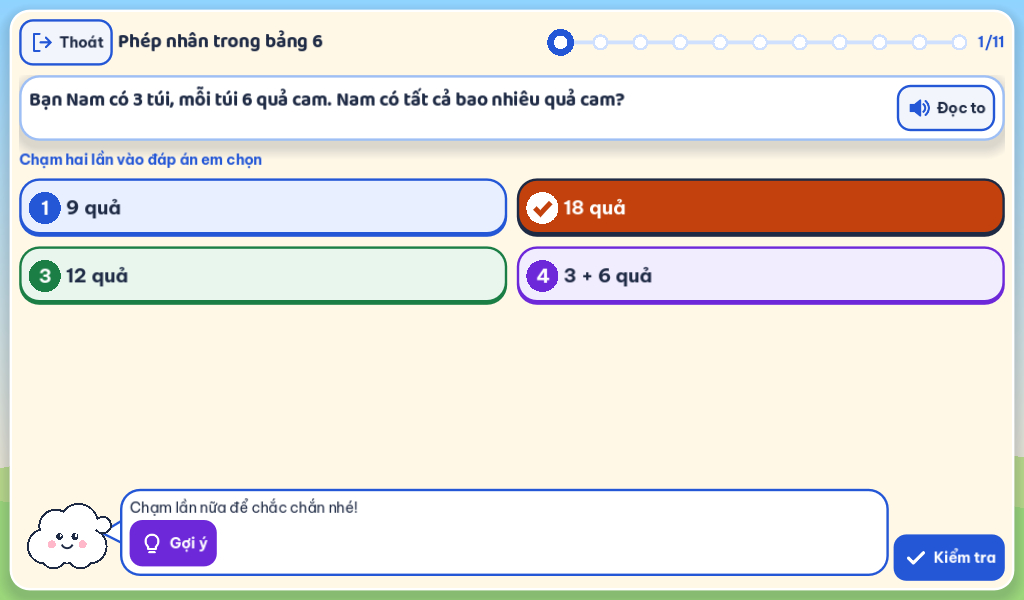 Thoát
Phép nhân trong bảng 6
1/11
Bạn Nam có 3 túi, mỗi túi 6 quả cam. Nam có tất cả bao nhiêu quả cam?
Đọc to
Chạm hai lần vào đáp án em chọn
1 9 quả
18 quả
3 12 quả
4 3 + 6 quả
Chạm lần nữa để chắc chắn nhé!
Gợi ý
Kiểm tra